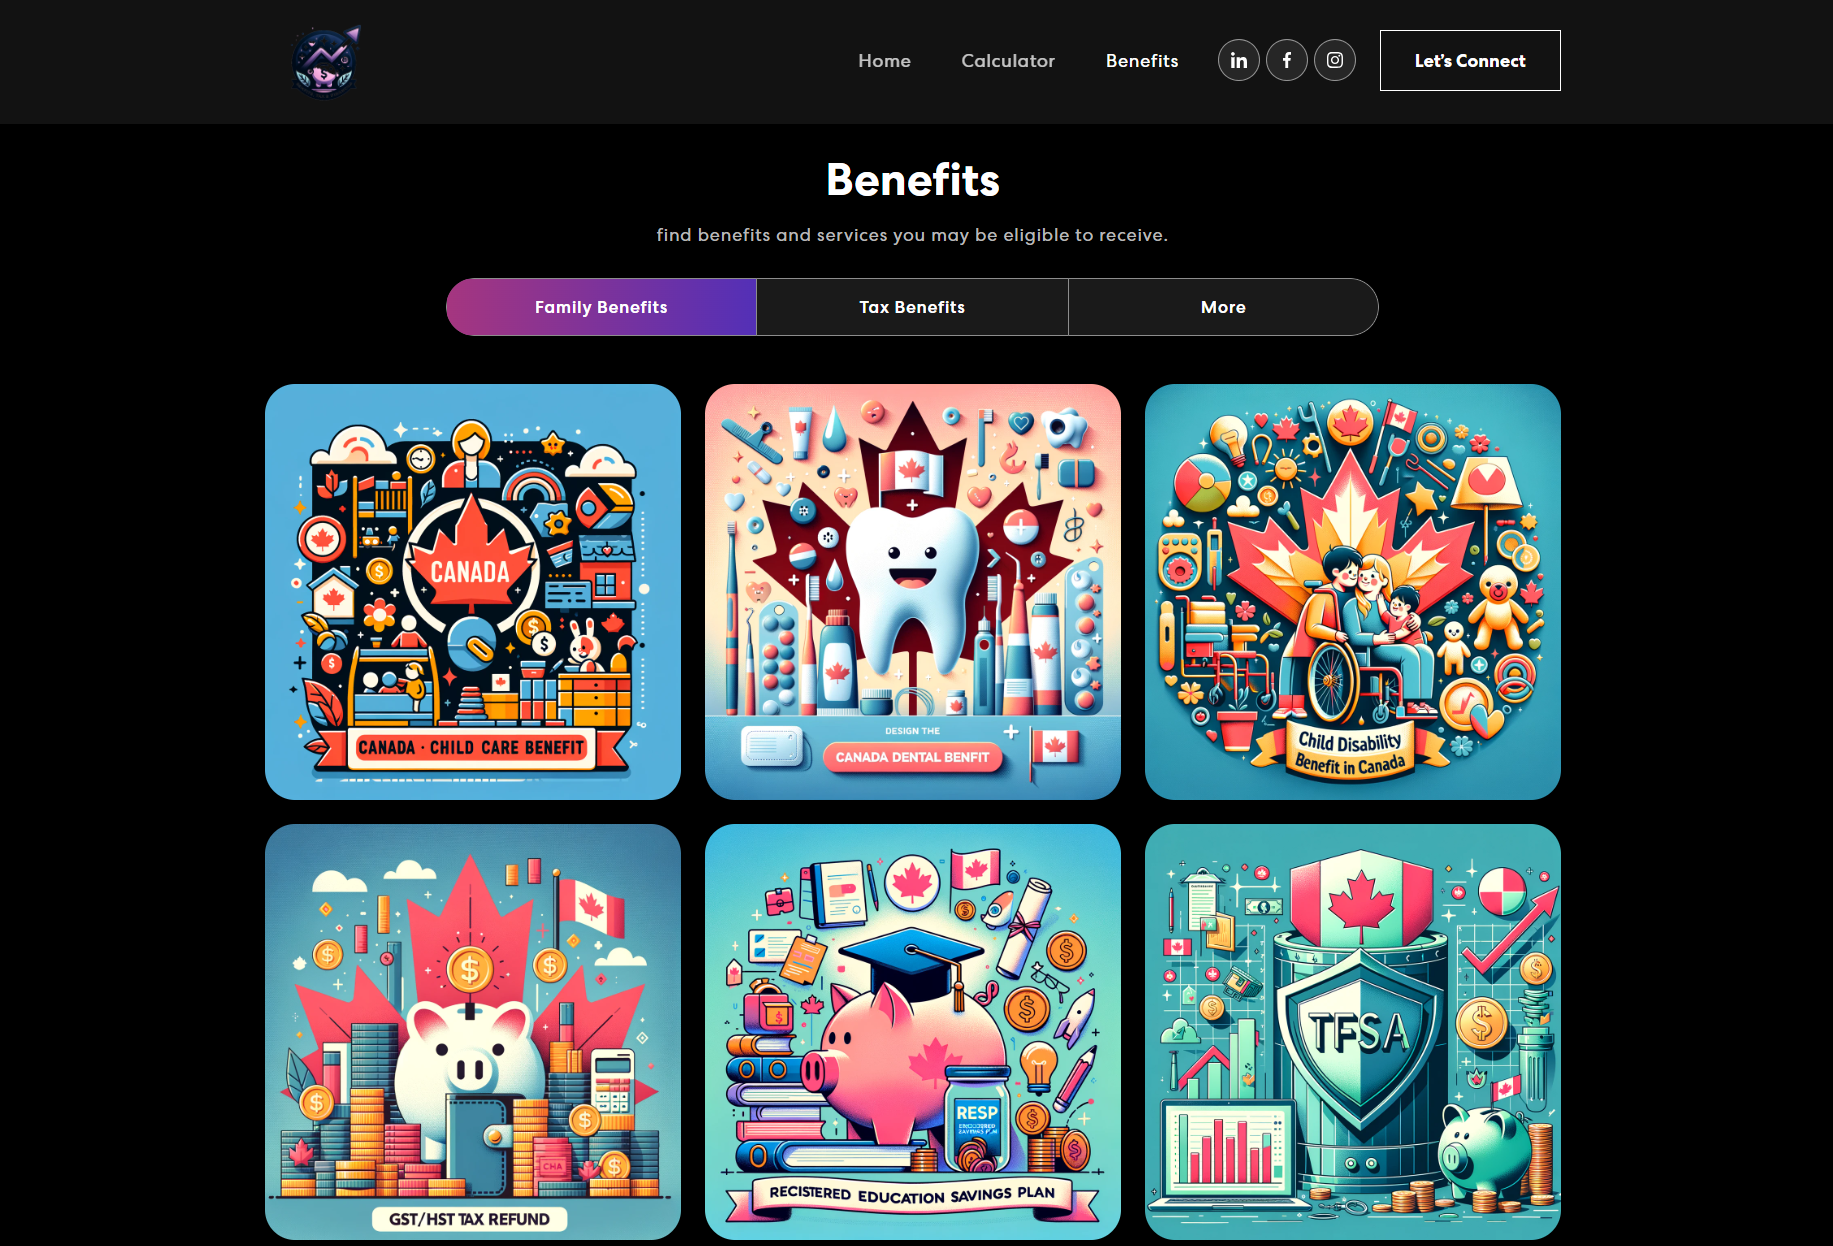 Home
Calculator
Benefits
Let's Connect
Benefits
find benefits and services you may be eligible to receive.
Family Benefits
Tax Benefits
More
CANADA
CANADA · CHILD CARE BENEFIT
DESIGN THE
CANADA DENTAL BENFIT
Child Disability
Benefit in Canada
CHA
GST/HST TAX REFUND
RESP
SAVINGS
RECISTERED EDUCATION SAVINGS PLAN
TFSA